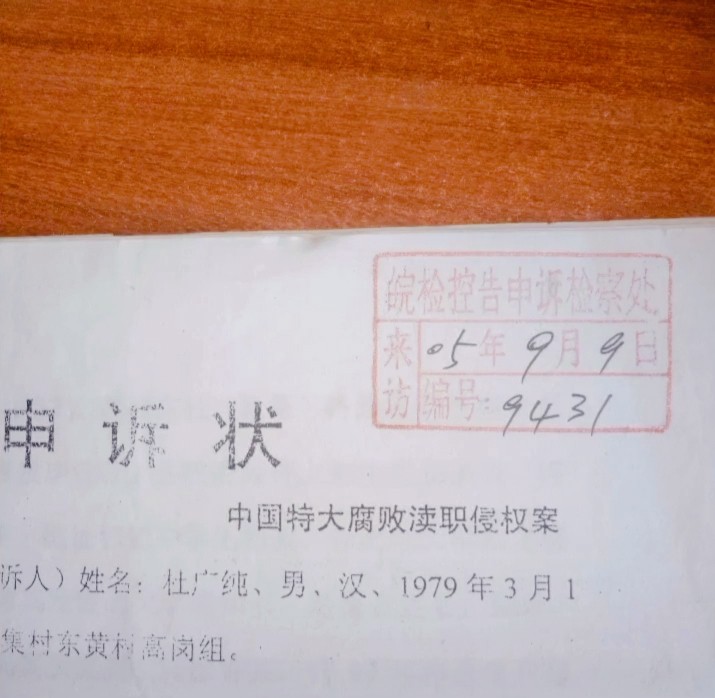 皖检控告申诉检察处
来访 05年9月9日
编号:9431
申诉状
中国特大腐败渎职侵权案
诉人）姓名：杜广纯、男、汉、1979年3月1
集村东黄村高岗组。